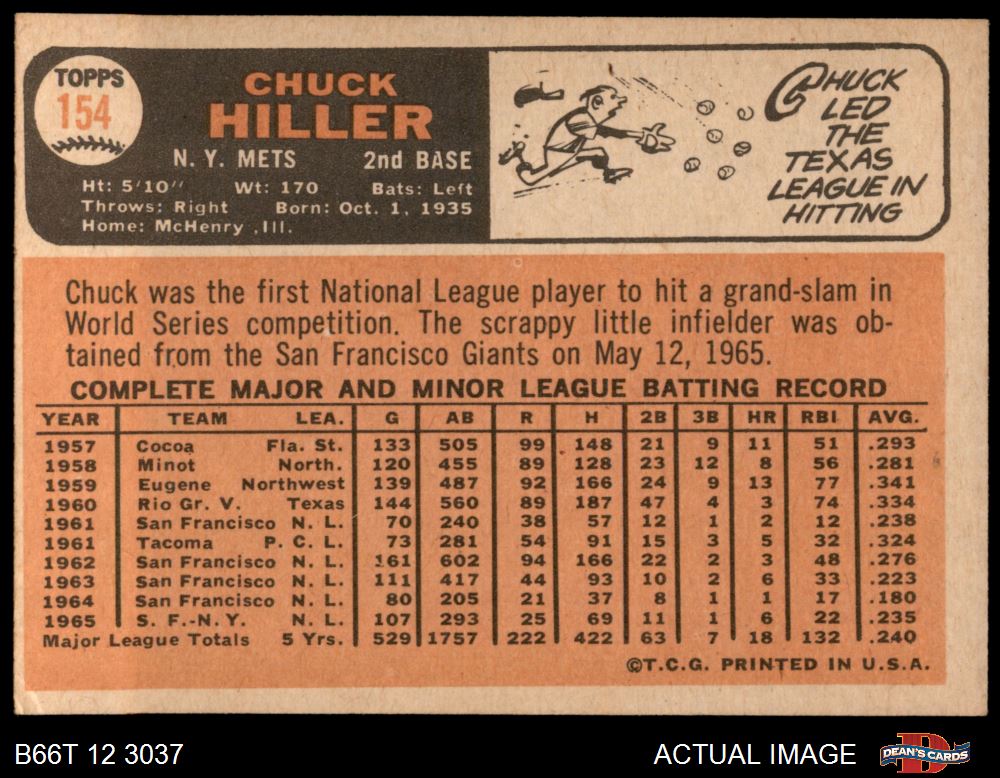 TOPPS
154
CHUCK
HILLER
N. Y. METS 2nd BASE
Ht: 5'10" Wt: 170 Bats: Left
Throws: Right Born: Oct. 1, 1935
Home: McHenry ,Ill.
CHUCK
LED
THE
TEXAS
LEAGUE IN
HITTING
Chuck was the first National League player to hit a grand-slam in
World Series competition. The scrappy little infielder was ob-
tained from the San Francisco Giants on May 12, 1965.
COMPLETE MAJOR AND MINOR LEAGUE BATTING RECORD
YEAR TEAM LEA. G AB R H 2B 3B HR RBI AVG.
1957 Cocoa Fla. St. 133 505 99 148 21 9 11 51 .293
1958 Minot North. 120 455 89 128 23 12 8 56 .281
1959 Eugene Northwest 139 487 92 166 24 9 13 77 .341
1960 Rio Gr. V. Texas 144 560 89 187 47 4 3 74 .334
1961 San Francisco N. L. 70 240 38 57 12 1 2 12 .238
1961 Tacoma P. C. L. 73 281 54 91 15 3 5 32 .324
1962 San Francisco N. L. 161 602 94 166 22 2 3 48 .276
1963 San Francisco N. L. 111 417 44 93 10 2 6 33 .223
1964 San Francisco N. L. 80 205 21 37 8 1 1 17 .180
1965 S. F.-N.Y. N. L. 107 293 25 69 11 1 6 22 .235
Major League Totals 5 Yrs. 529 1757 222 422 63 7 18 132 .240
©T.C.G. PRINTED IN U.S.A.
B66T 12 3037 ACTUAL IMAGE DEAN'S CARDS